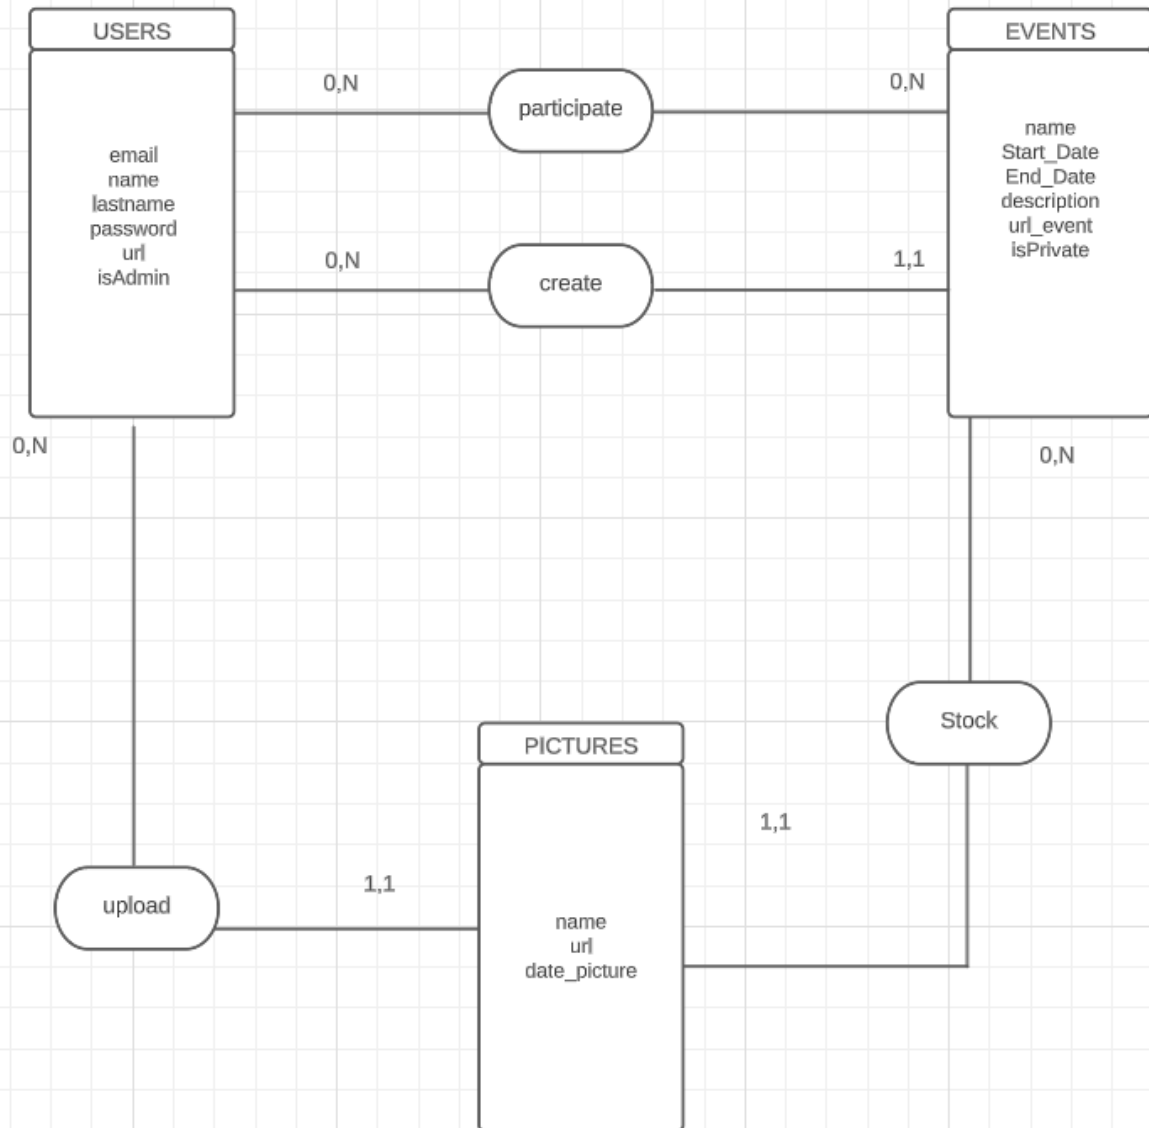 USERS
email
name
lastname
password
url
isAdmin
0,N
participate
0,N
0,N
create
1,1
EVENTS
name
Start_Date
End_Date
description
url_event
isPrivate
0,N
0,N
Stock
1,1
upload
1,1
PICTURES
name
url
date_picture